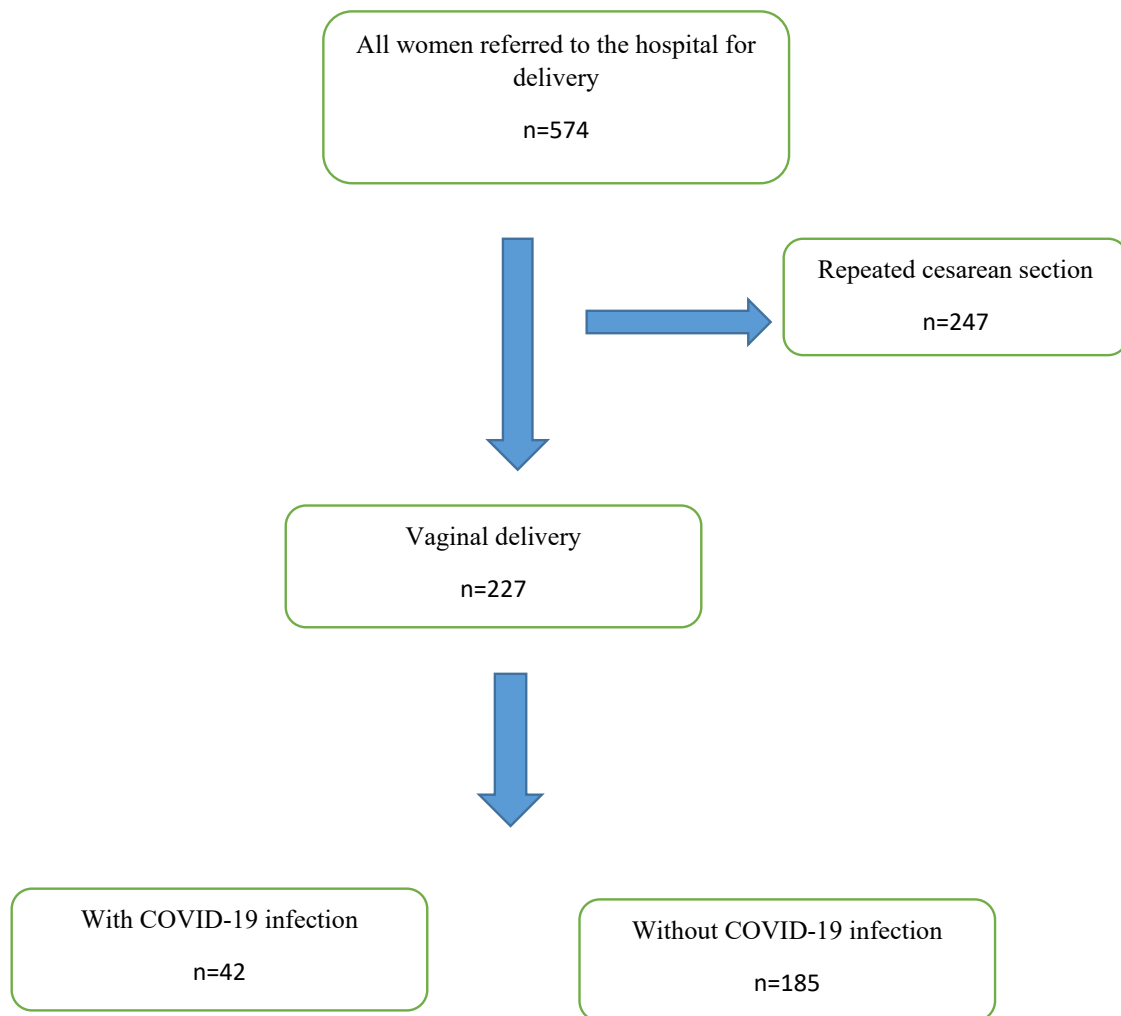 All women referred to the hospital for
delivery
n=574
Repeated cesarean section
n=247
Vaginal delivery
n=227
With COVID-19 infection
n=42
Without COVID-19 infection
n=185